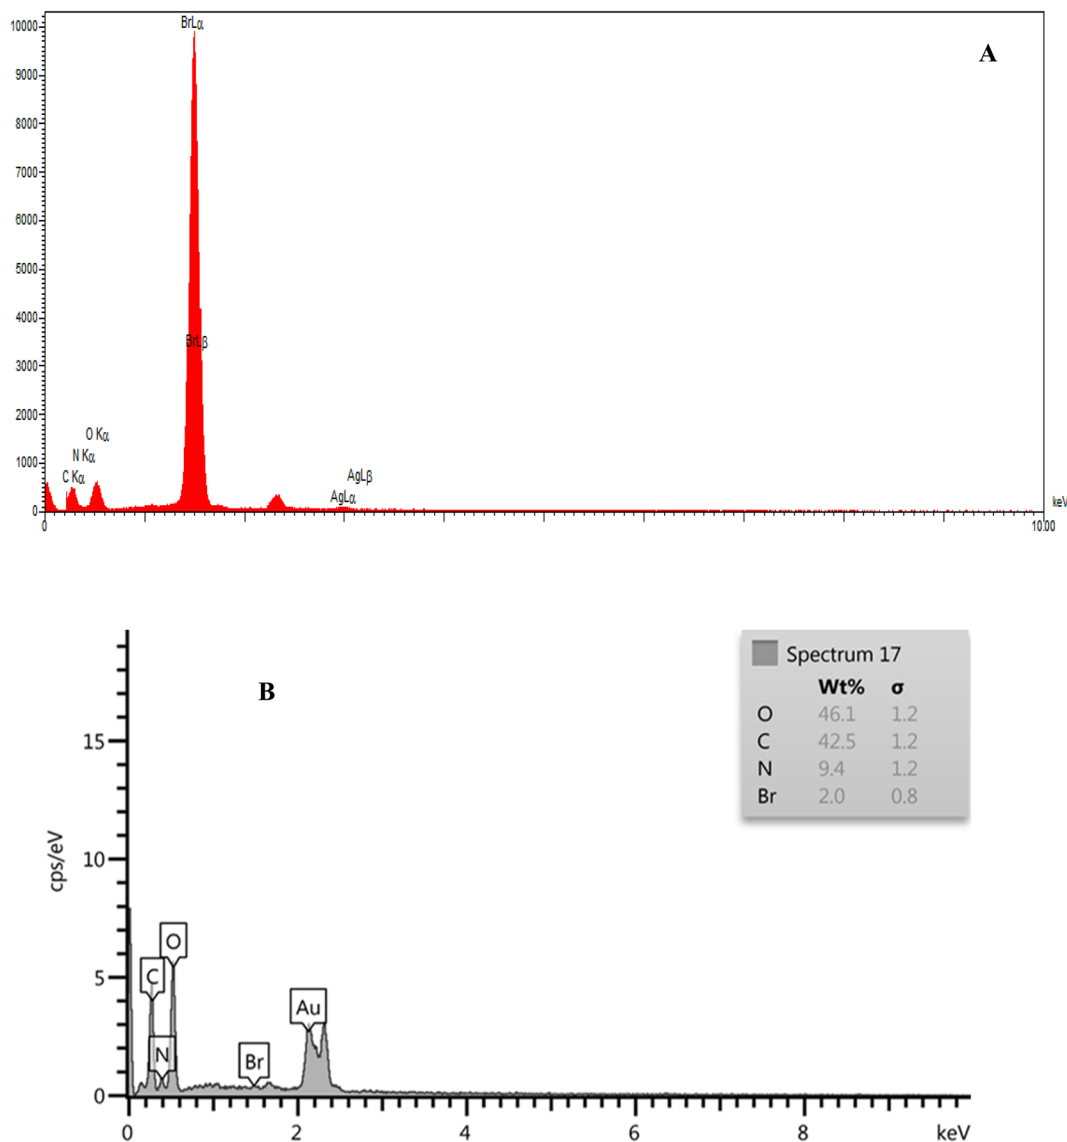 10000
BrLα
A
9000
8000
7000
6000
5000
4000
3000
2000
1000
0
BrLβ
O Kα
N Kα
C Kα
AgLβ
AgLα
keV
0
10.00
Spectrum 17
Wt% σ
O 46.1 1.2
C 42.5 1.2
N 9.4 1.2
Br 2.0 0.8
B
cps/eV
15
10
5
0
O
C
N
Br
Au
0 2 4 6 8 keV